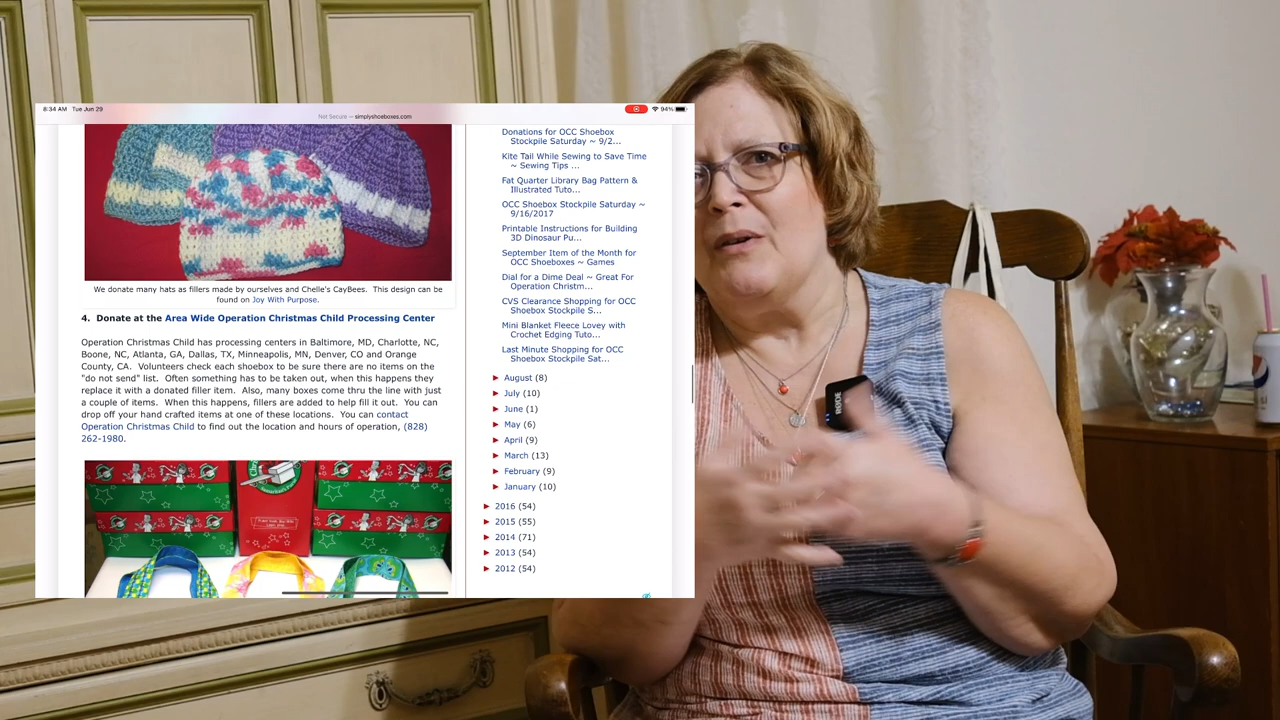 8:34 AM Tue Jun 29
94%
Not Secure — simplyshoeboxes.com
We donate many hats as fillers made by ourselves and Chelle's CayBees. This design can be
found on Joy With Purpose.
4. Donate at the Area Wide Operation Christmas Child Processing Center
Operation Christmas Child has processing centers in Baltimore, MD, Charlotte, NC,
Boone, NC, Atlanta, GA, Dallas, TX, Minneapolis, MN, Denver, CO and Orange
County, CA. Volunteers check each shoebox to be sure there are no items on the
"do not send" list. Often something has to be taken out, when this happens they
replace it with a donated filler item. Also, many boxes come thru the line with just
a couple of items. When this happens, fillers are added to help fill it out. You can
drop off your hand crafted items at one of these locations. You can contact
Operation Christmas Child to find out the location and hours of operation, (828)
262-1980.
Donations for OCC Shoebox
Stockpile Saturday ~ 9/2...
Kite Tail While Sewing to Save Time
~ Sewing Tips ...
Fat Quarter Library Bag Pattern &
Illustrated Tuto...
OCC Shoebox Stockpile Saturday ~
9/16/2017
Printable Instructions for Building
3D Dinosaur Pu...
September Item of the Month for
OCC Shoeboxes ~ Games
Dial for a Dime Deal ~ Great For
Operation Christm...
CVS Clearance Shopping for OCC
Shoebox Stockpile S...
Mini Blanket Fleece Lovey with
Crochet Edging Tuto...
Last Minute Shopping for OCC
Shoebox Stockpile Sat...
► August (8)
► July (10)
► June (1)
► May (6)
► April (9)
► March (13)
► February (9)
► January (10)
► 2016 (54)
► 2015 (55)
► 2014 (71)
► 2013 (54)
► 2012 (54)
RØDE